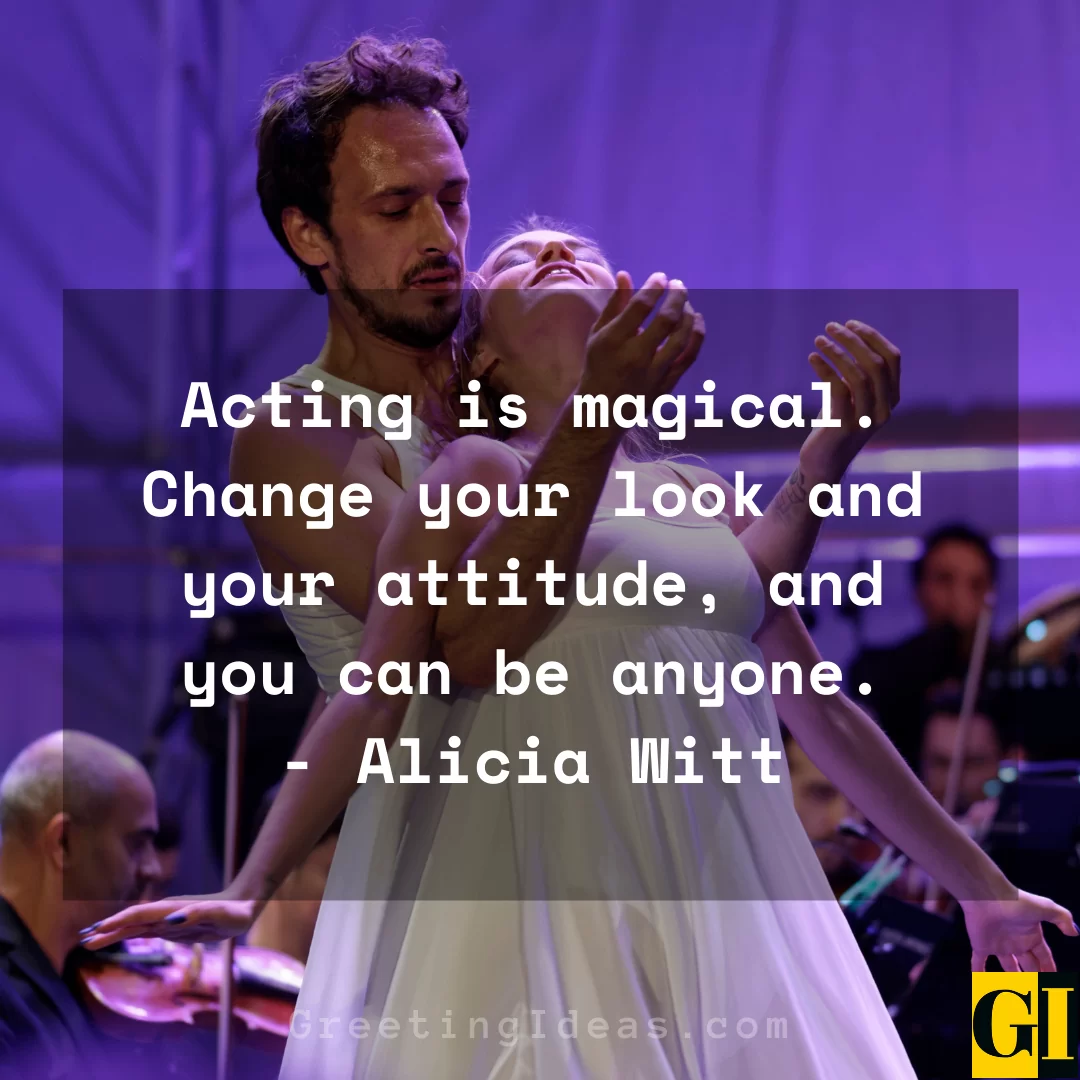 Acting is magical.
Change your look and
your attitude, and
you can be anyone.
- Alicia Witt
GreetingIdeas.com
GI